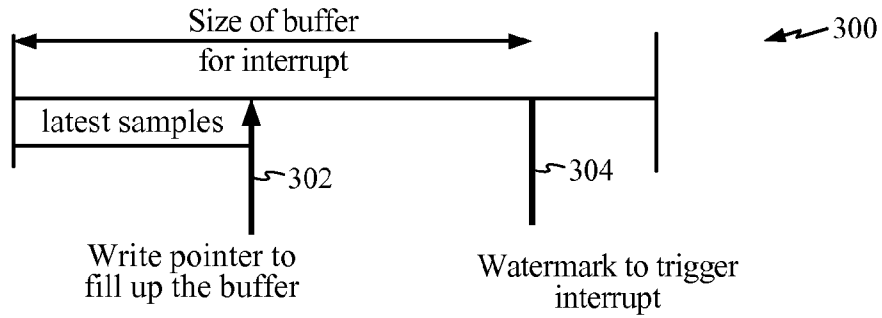 Size of buffer
for interrupt
300
latest samples
302
304
Write pointer to
fill up the buffer
Watermark to trigger
interrupt